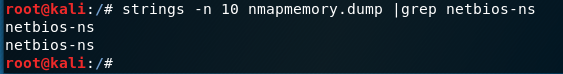 root@kali:/# strings -n 10 nmapmemory.dump |grep netbios-ns
netbios-ns
netbios-ns
root@kali:/#